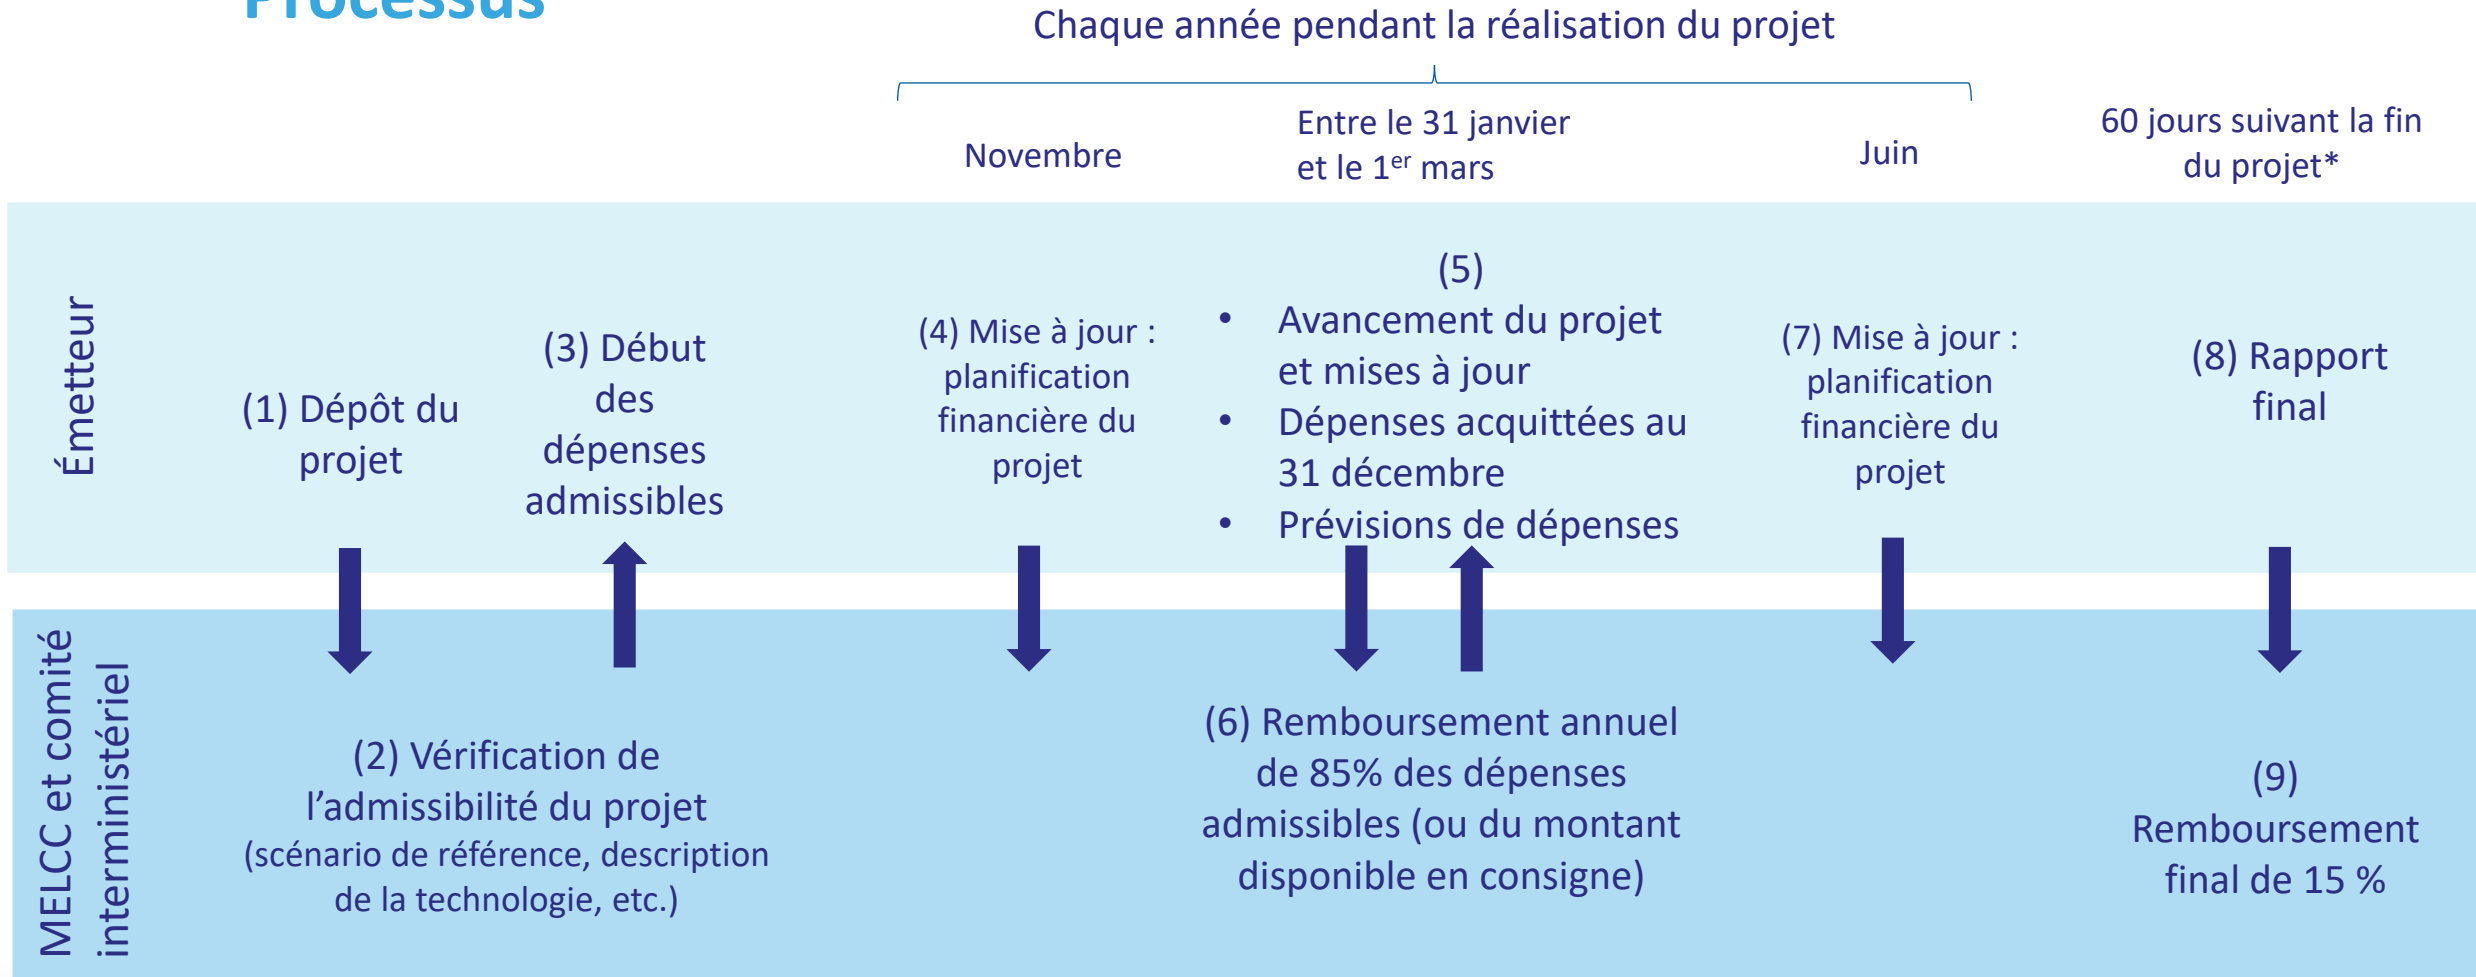 Processus
Chaque année pendant la réalisation du projet
Novembre
Entre le 31 janvier
et le 1er mars
Juin
60 jours suivant la fin
du projet*
Émetteur
(1) Dépôt du
projet
(3) Début
des
dépenses
admissibles
(4) Mise à jour :
planification
financière du
projet
(5)
• Avancement du projet
et mises à jour
• Dépenses acquittées au
31 décembre
• Prévisions de dépenses
(7) Mise à jour :
planification
financière du
projet
(8) Rapport
final
MELCC et comité
interministériel
(2) Vérification de
l’admissibilité du projet
(scénario de référence, description
de la technologie, etc.)
(6) Remboursement annuel
de 85% des dépenses
admissibles (ou du montant
disponible en consigne)
(9)
Remboursement
final de 15 %